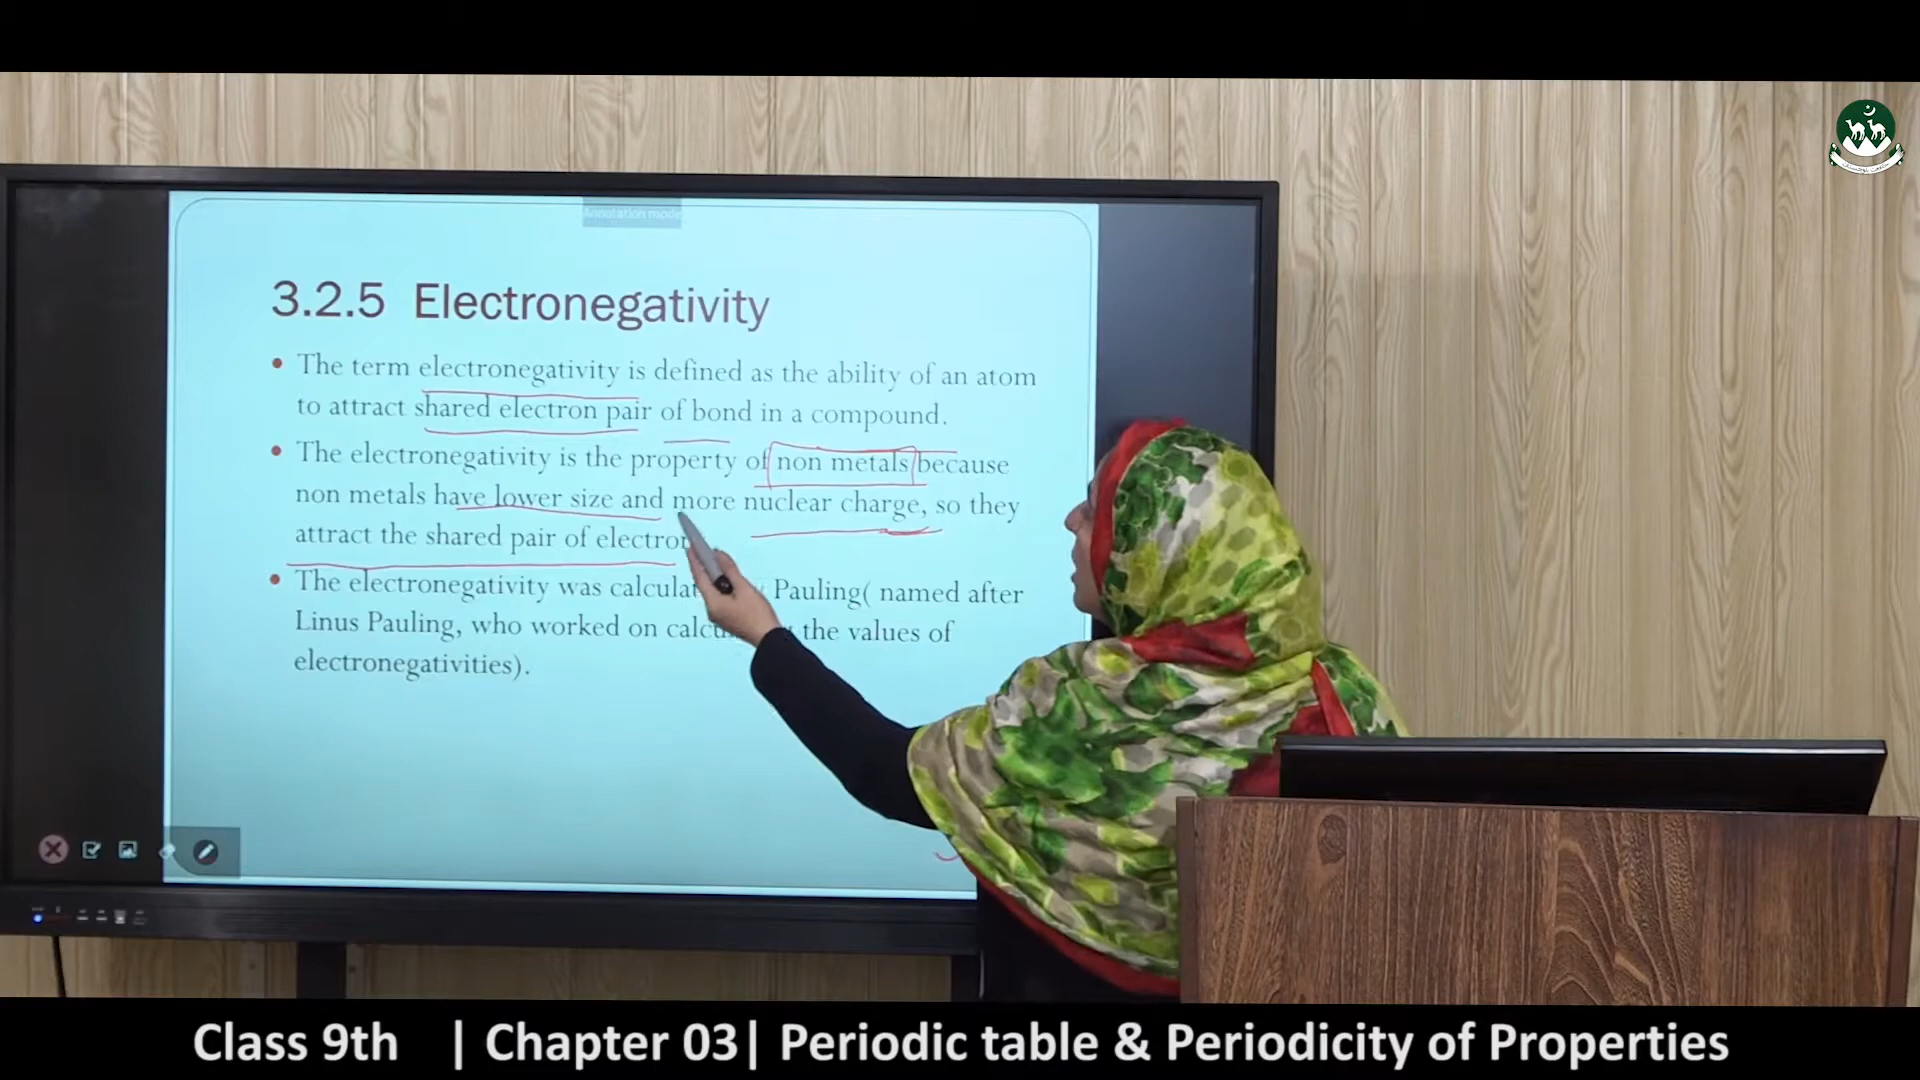 Annotation mode
3.2.5 Electronegativity
• The term electronegativity is defined as the ability of an atom
to attract shared electron pair of bond in a compound.
• The electronegativity is the property of non metals because
non metals have lower size and more nuclear charge, so they
attract the shared pair of electron
• The electronegativity was Pauling( named after
Linus Pauling, who worked on the values of
electronegativities).
Class 9th | Chapter 03| Periodic table & Periodicity of Properties